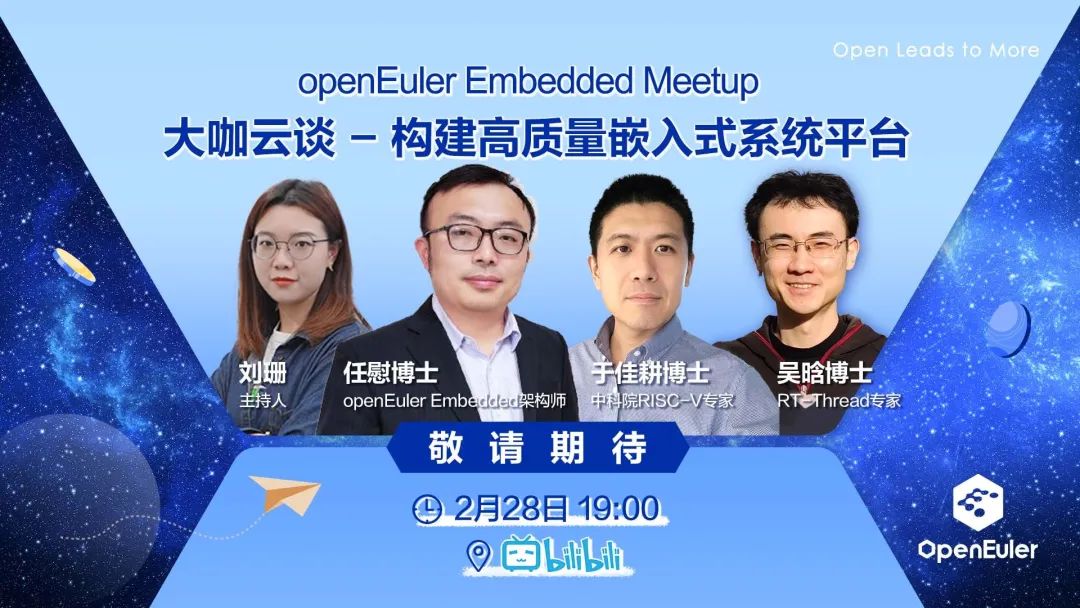 Open Leads to More
openEuler Embedded Meetup
大咖云谈 - 构建高质量嵌入式系统平台
刘珊
主持人
任慰博士
openEuler Embedded架构师
于佳耕博士
中科院RISC-V专家
吴晗博士
RT-Thread专家
敬请期待
2月28日 19:00
bilibili
OpenEuler